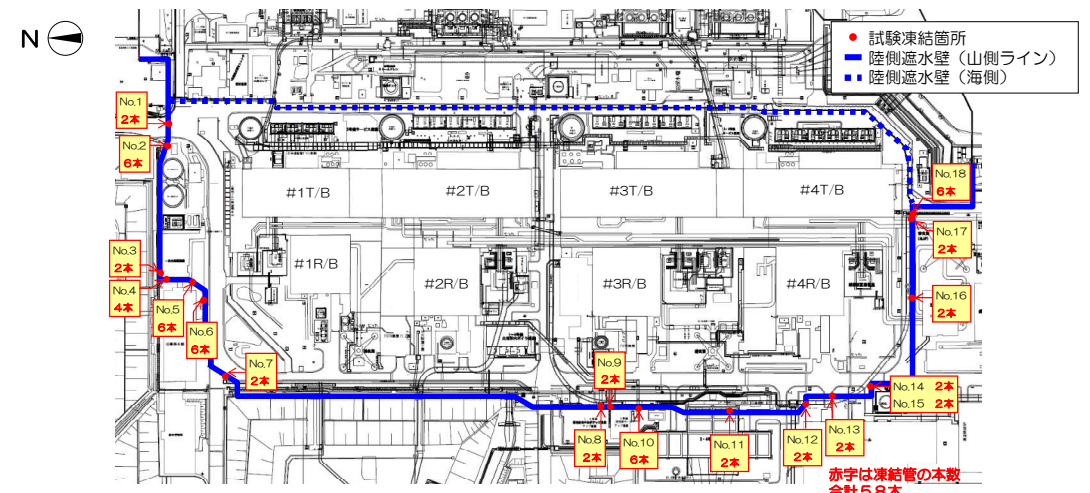 N
試験凍結箇所
陸側遮水壁（山側ライン）
陸側遮水壁（海側）
No.1
2本
No.2
6本
No.3
2本
No.4
4本
No.5
6本
No.6
6本
No.7
2本
#1T/B
#2T/B
#3T/B
#4T/B
#1R/B
#2R/B
#3R/B
#4R/B
No.18
6本
No.17
2本
No.16
2本
No.14 2本
No.15 2本
No.9
2本
No.8
2本
No.10
6本
No.11
2本
No.12
2本
No.13
2本
赤字は凍結管の本数
合計５８本